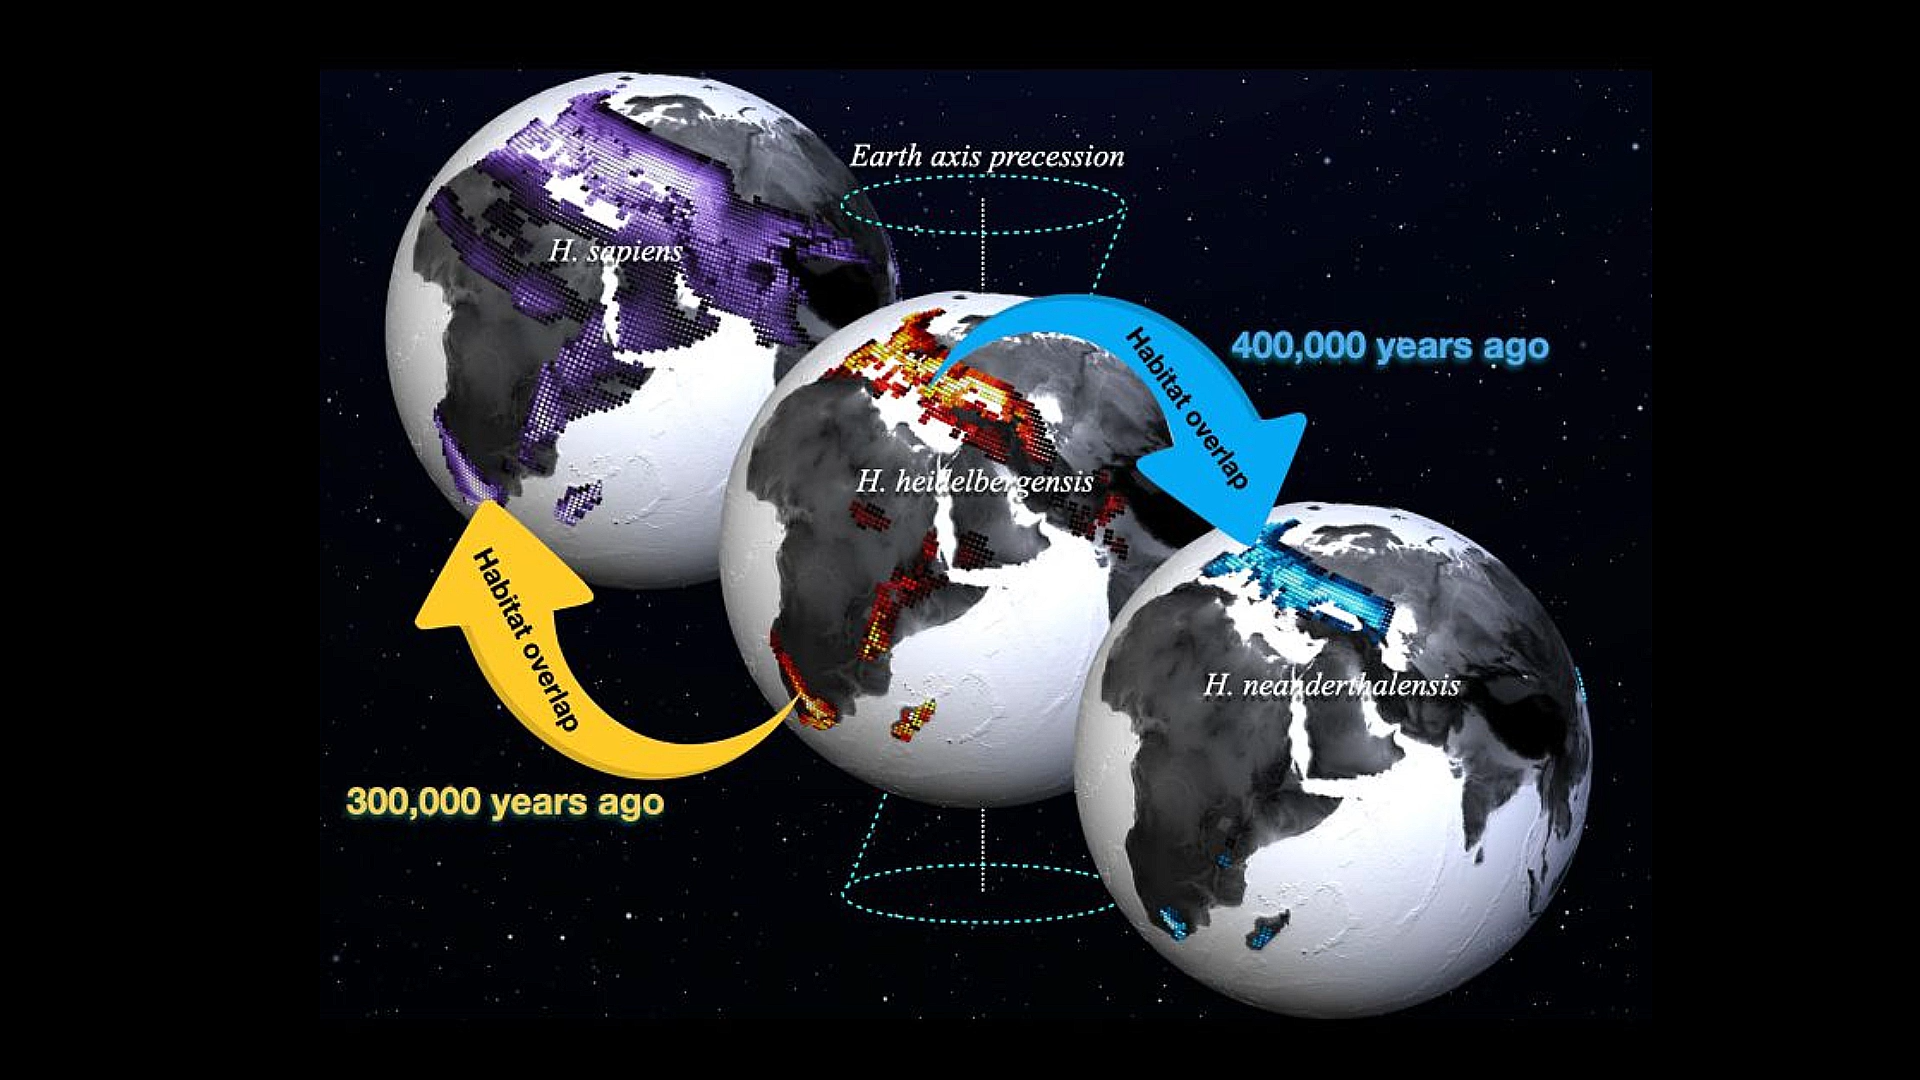 Earth axis precession
H. sapiens
Habitat overlap
400,000 years ago
H. heidelbergensis
Habitat overlap
H. neanderthalensis
300,000 years ago